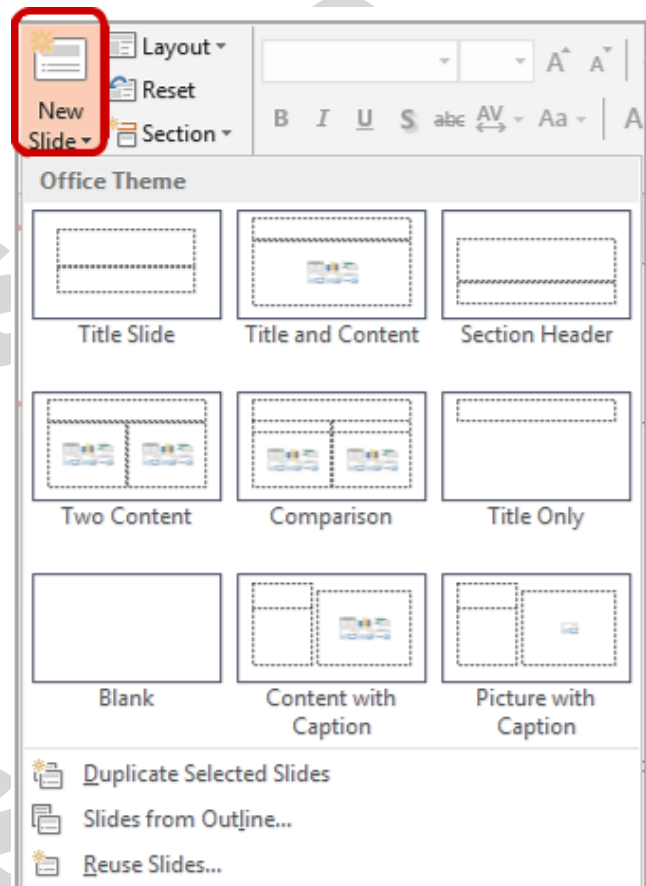 New
Slide
Layout
Reset
Section
A A
B I U S abc AV Aa A
Office Theme
Title Slide
Title and Content
Section Header
Two Content
Comparison
Title Only
Blank
Content with
Caption
Picture with
Caption
Duplicate Selected Slides
Slides from Outline...
Reuse Slides...